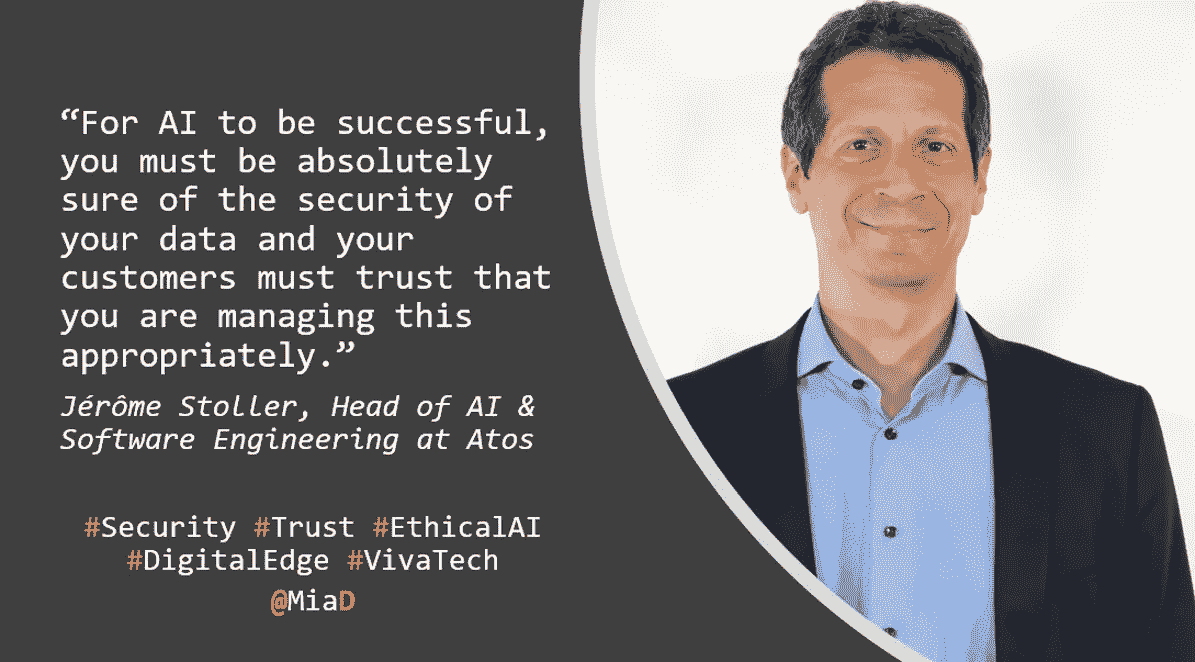 “For AI to be successful,
you must be absolutely
sure of the security of
your data and your
customers must trust that
you are managing this
appropriately.”
Jérôme Stoller, Head of AI &
Software Engineering at Atos
#Security #Trust #EthicalAI
#DigitalEdge #VivaTech
@MiaD